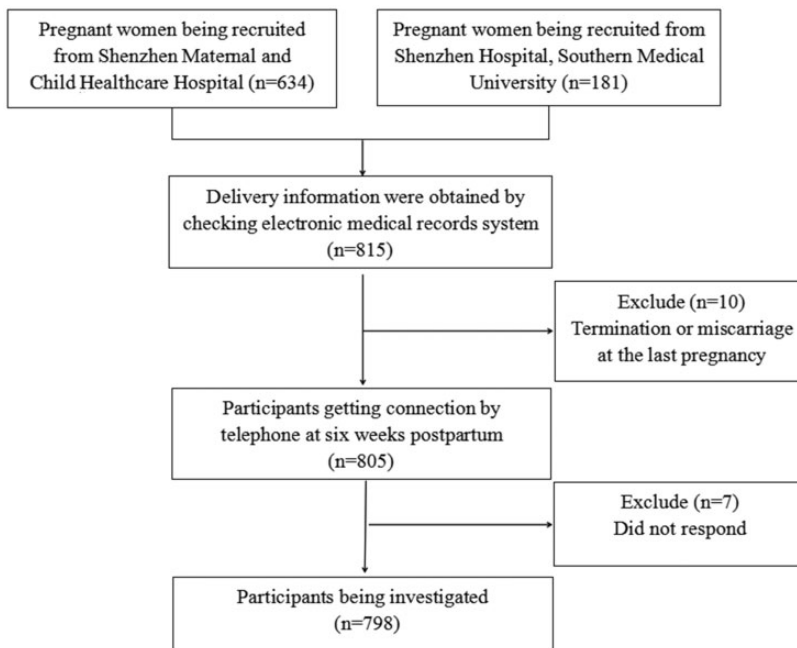 Pregnant women being recruited
from Shenzhen Maternal and
Child Healthcare Hospital (n=634)
Pregnant women being recruited from
Shenzhen Hospital, Southern Medical
University (n=181)
Delivery information were obtained by
checking electronic medical records system
(n=815)
Exclude (n=10)
Termination or miscarriage
at the last pregnancy
Participants getting connection by
telephone at six weeks postpartum
(n=805)
Exclude (n=7)
Did not respond
Participants being investigated
(n=798)